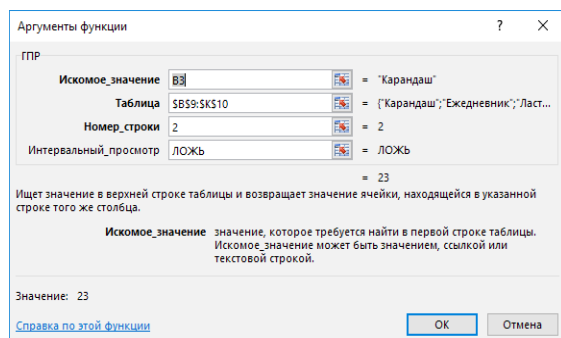 Аргументы функции ? ×
ГПР
Искомое_значение B3 = "Карандаш"
Таблица $B$9:$K$10 = {"Карандаш";"Ежедневник";"Ласт...
Номер_строки 2 = 2
Интервальный_просмотр ЛОЖЬ = ЛОЖЬ
= 23
Ищет значение в верхней строке таблицы и возвращает значение ячейки, находящейся в указанной
строке того же столбца.
Искомое_значение значение, которое требуется найти в первой строке таблицы.
Искомое_значение может быть значением, ссылкой или
текстовой строкой.
Значение: 23
Справка по этой функции ОК Отмена